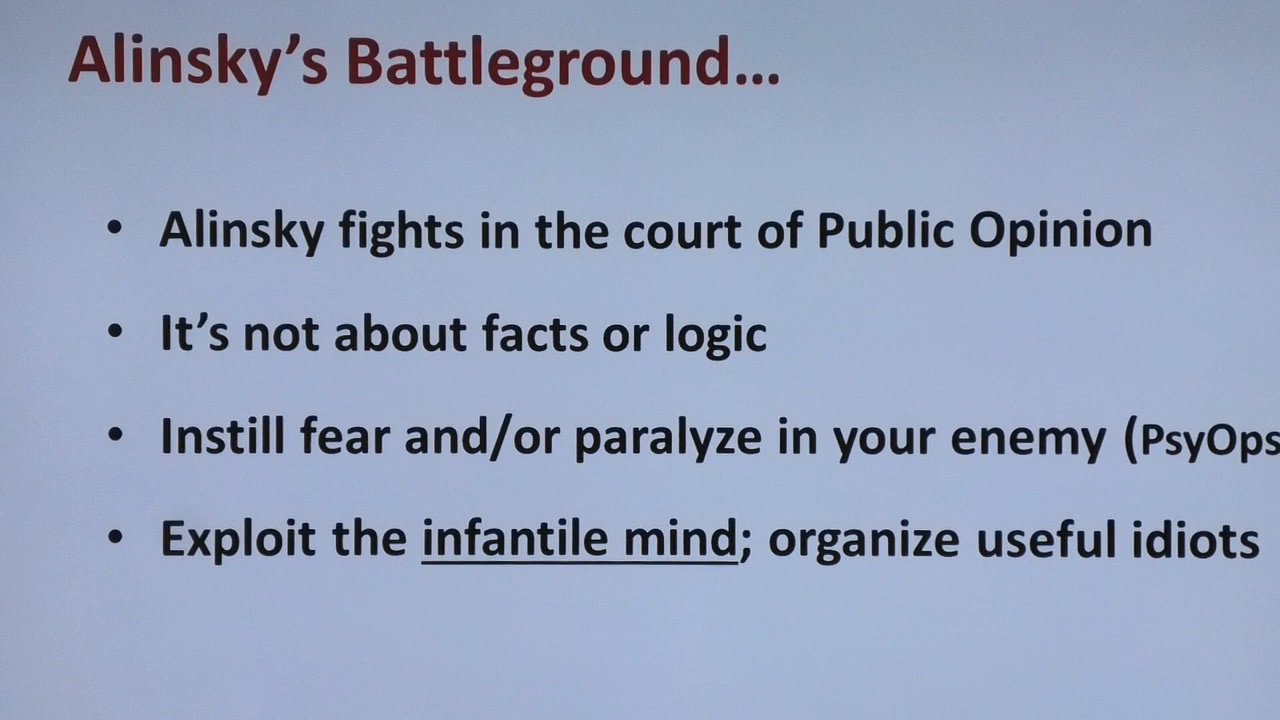 Alinsky’s Battleground…
• Alinsky fights in the court of Public Opinion
• It’s not about facts or logic
• Instill fear and/or paralyze in your enemy (PsyOps
• Exploit the infantile mind; organize useful idiots